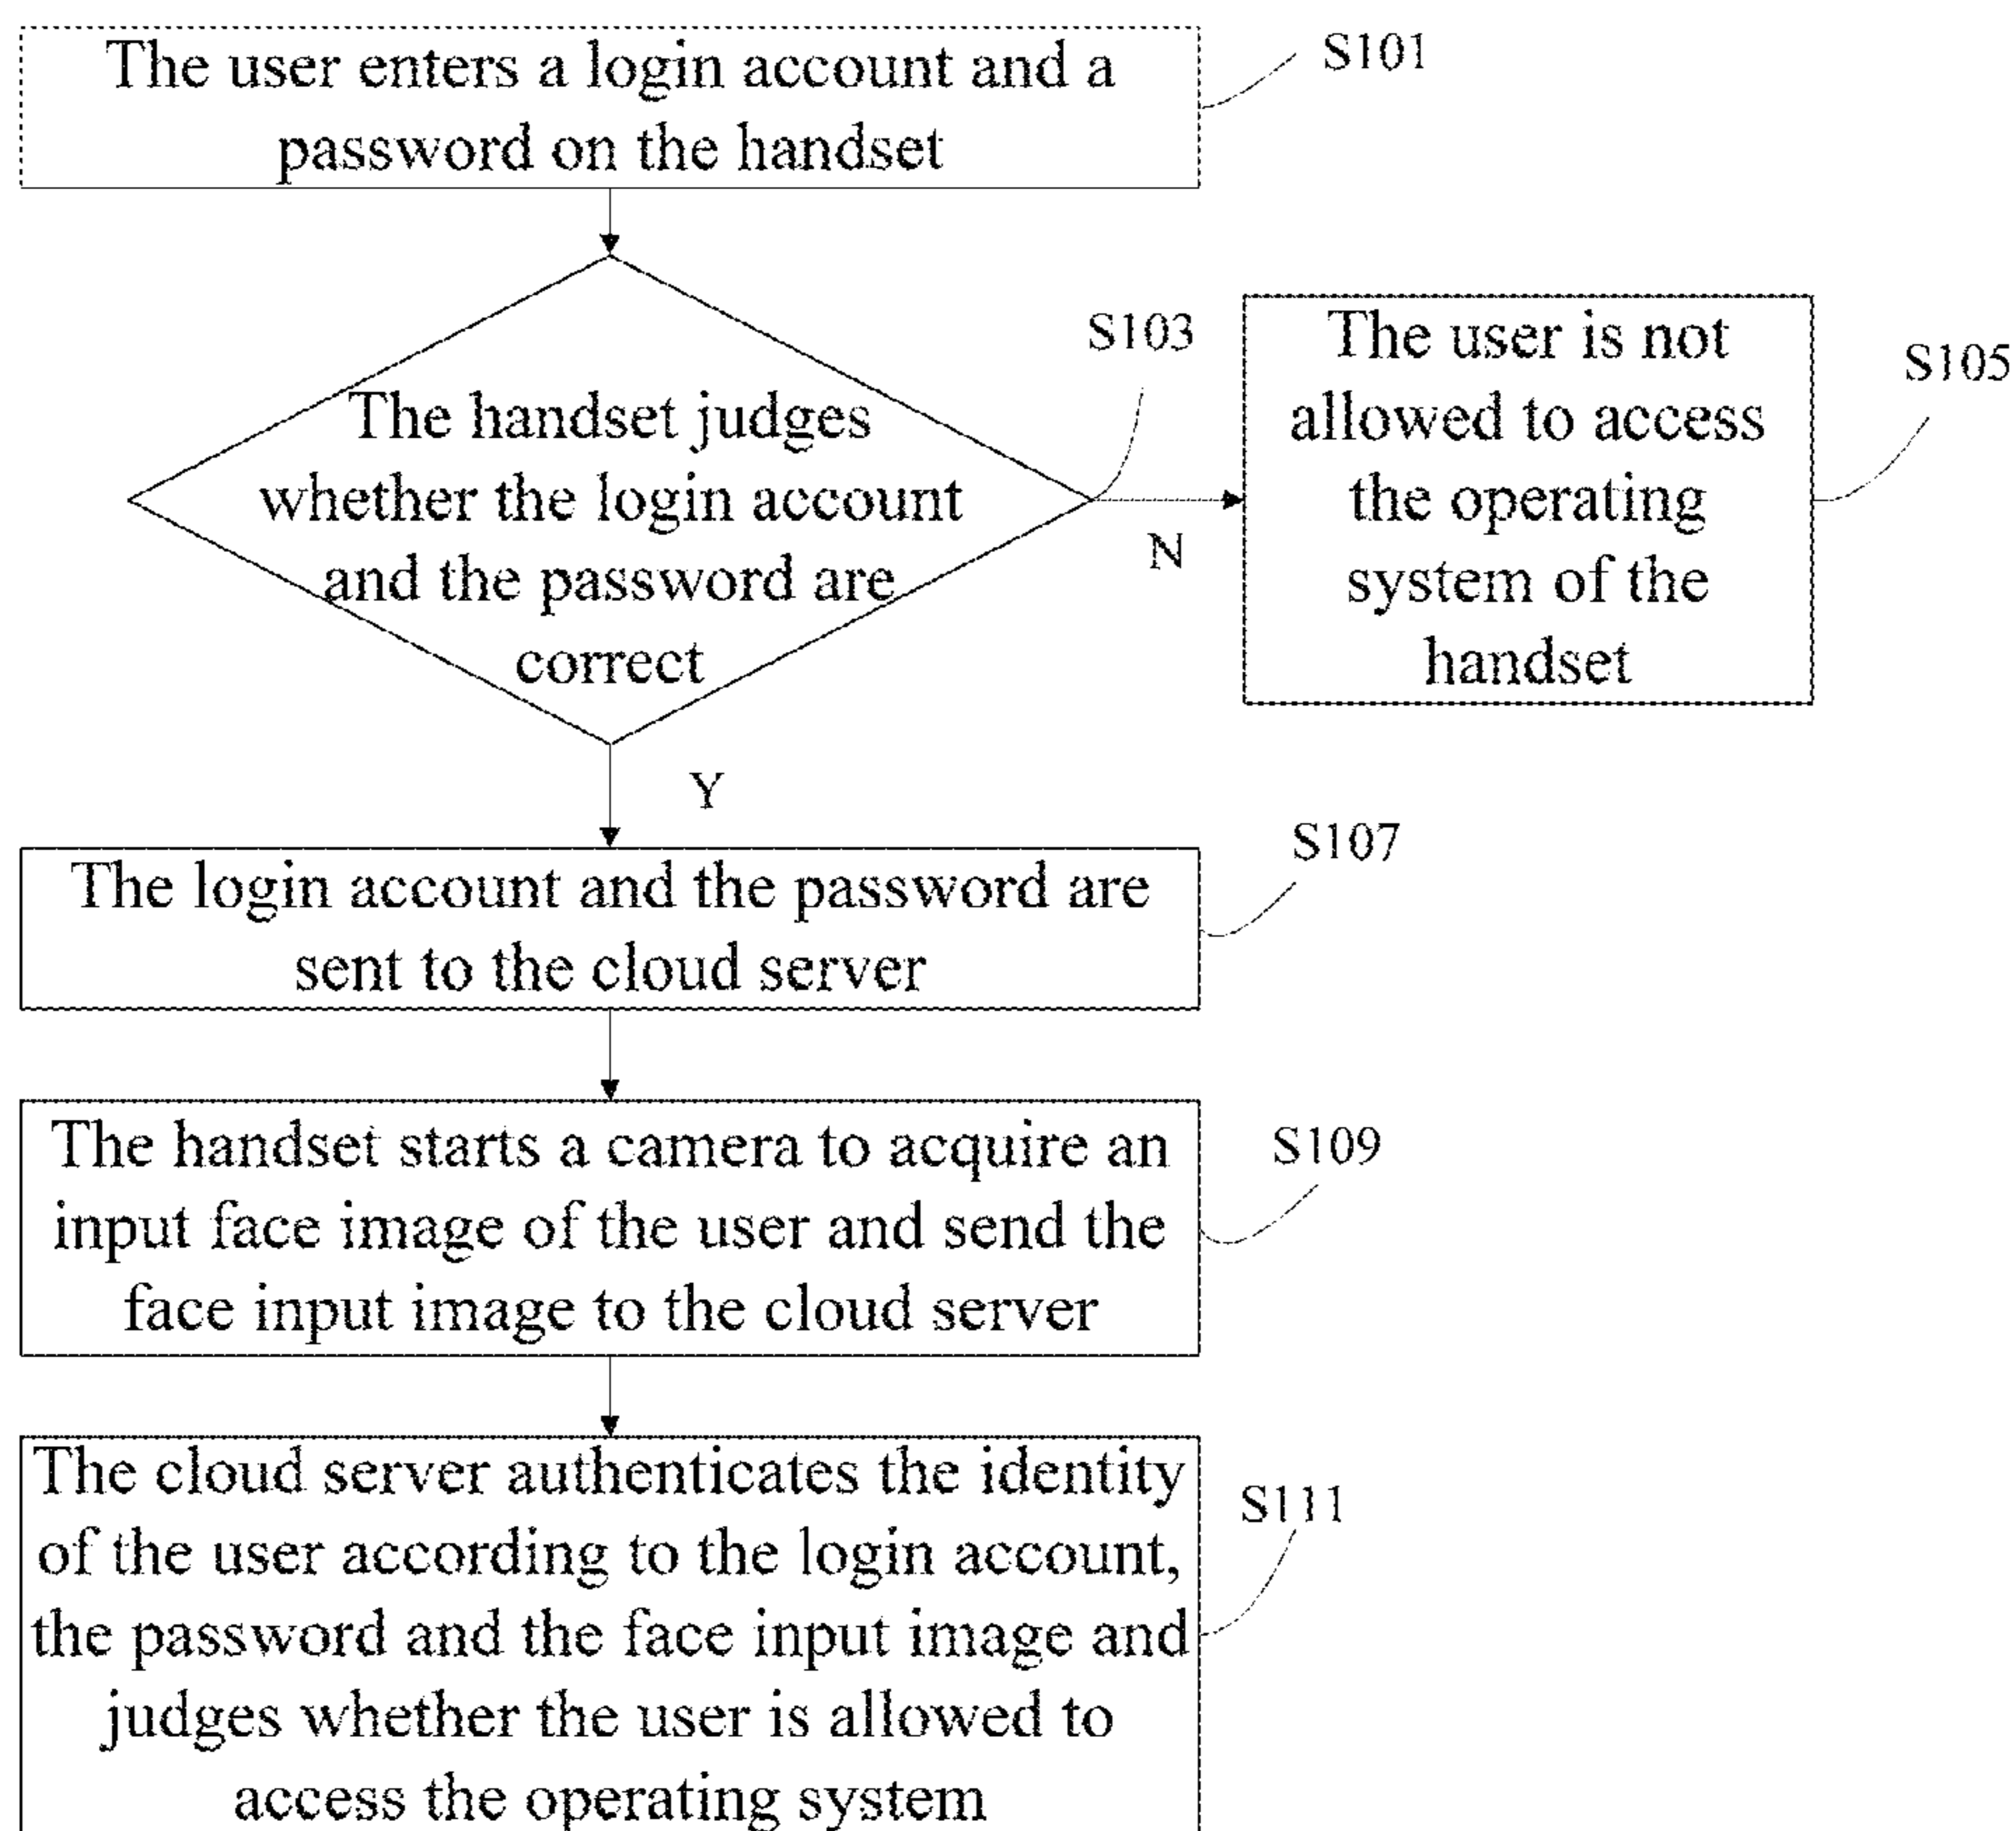 The user enters a login account and a
password on the handset
S101
The handset judges
whether the login account
and the password are
correct
S103
N
The user is not
allowed to access
the operating
system of the
handset
S105
Y
The login account and the password are
sent to the cloud server
S107
The handset starts a camera to acquire an
input face image of the user and send the
face input image to the cloud server
S109
The cloud server authenticates the identity
of the user according to the login account,
the password and the face input image and
judges whether the user is allowed to
access the operating system
S111